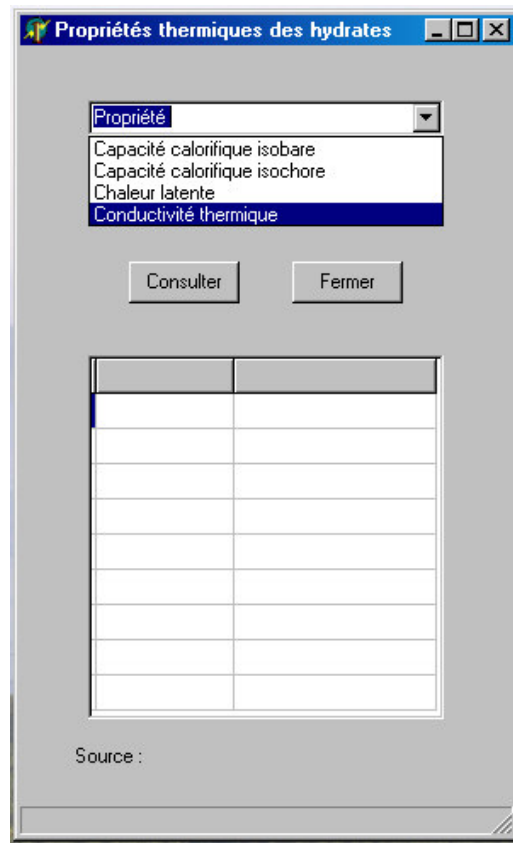 Propriétés thermiques des hydrates
Propriété
Capacité calorifique isobare
Capacité calorifique isochore
Chaleur latente
Conductivité thermique
Consulter Fermer
Source :